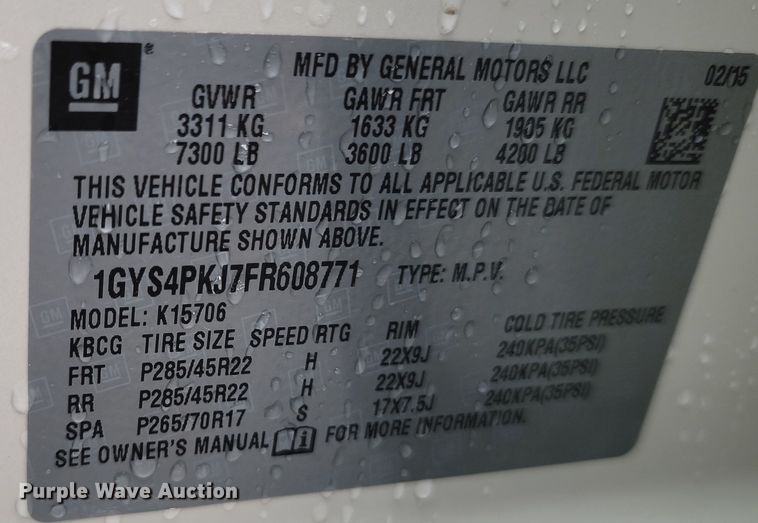 GM
MFD BY GENERAL MOTORS LLC 02/15
GVWR GAWR FRT GAWR RR
3311 KG 1633 KG 1905 KG
7300 LB 3600 LB 4200 LB
THIS VEHICLE CONFORMS TO ALL APPLICABLE U.S. FEDERAL MOTOR
VEHICLE SAFETY STANDARDS IN EFFECT ON THE DATE OF
MANUFACTURE SHOWN ABOVE.
1GYS4PKJ7FR608771 TYPE: M.P.V.
MODEL: K15706
KBCG TIRE SIZE SPEED RTG RIM COLD TIRE PRESSURE
FRT P285/45R22 H 22X9J 240KPA(35PSI)
RR P285/45R22 H 22X9J 240KPA(35PSI)
SPA P265/70R17 S 17X7.5J 240KPA(35PSI)
SEE OWNER'S MANUAL FOR MORE INFORMATION.
Purple Wave Auction